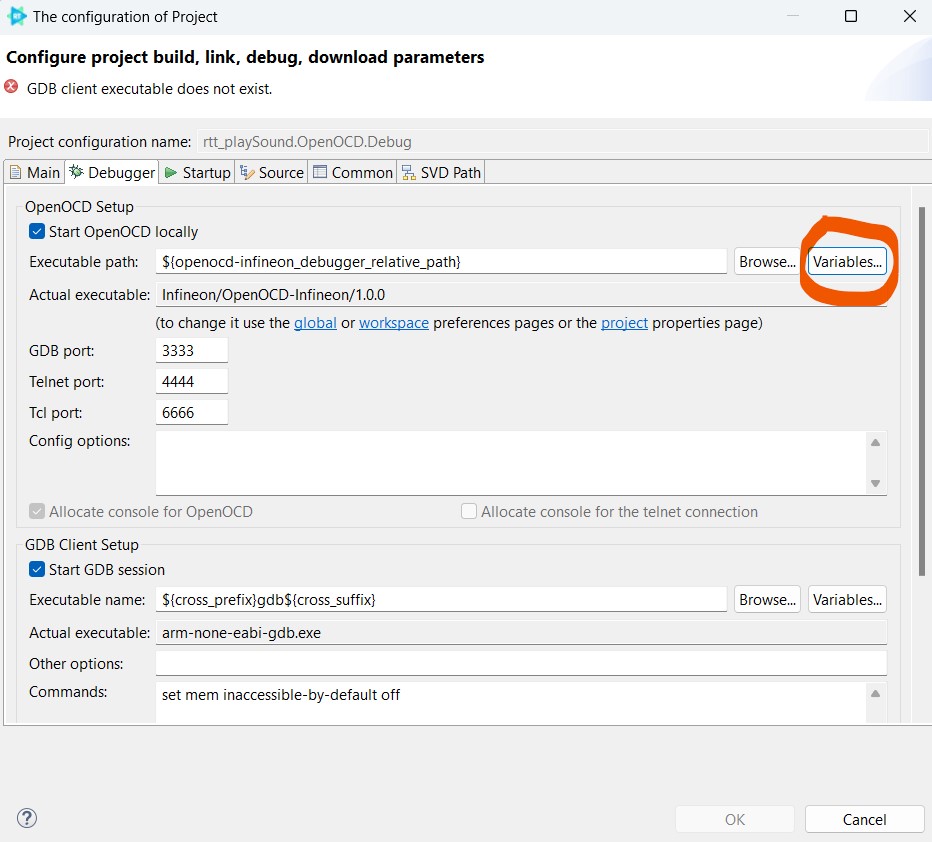 The configuration of Project
Configure project build, link, debug, download parameters
GDB client executable does not exist.
Project configuration name: rtt_playSound.OpenOCD.Debug
Main Debugger Startup Source Common SVD Path
OpenOCD Setup
Start OpenOCD locally
Executable path: ${openocd-infineon_debugger_relative_path} Browse... Variables...
Actual executable: Infineon/OpenOCD-Infineon/1.0.0
(to change it use the global or workspace preferences pages or the project properties page)
GDB port: 3333
Telnet port: 4444
Tcl port: 6666
Config options:
Allocate console for OpenOCD Allocate console for the telnet connection
GDB Client Setup
Start GDB session
Executable name: ${cross_prefix}gdb${cross_suffix} Browse... Variables...
Actual executable: arm-none-eabi-gdb.exe
Other options:
Commands: set mem inaccessible-by-default off
? OK Cancel